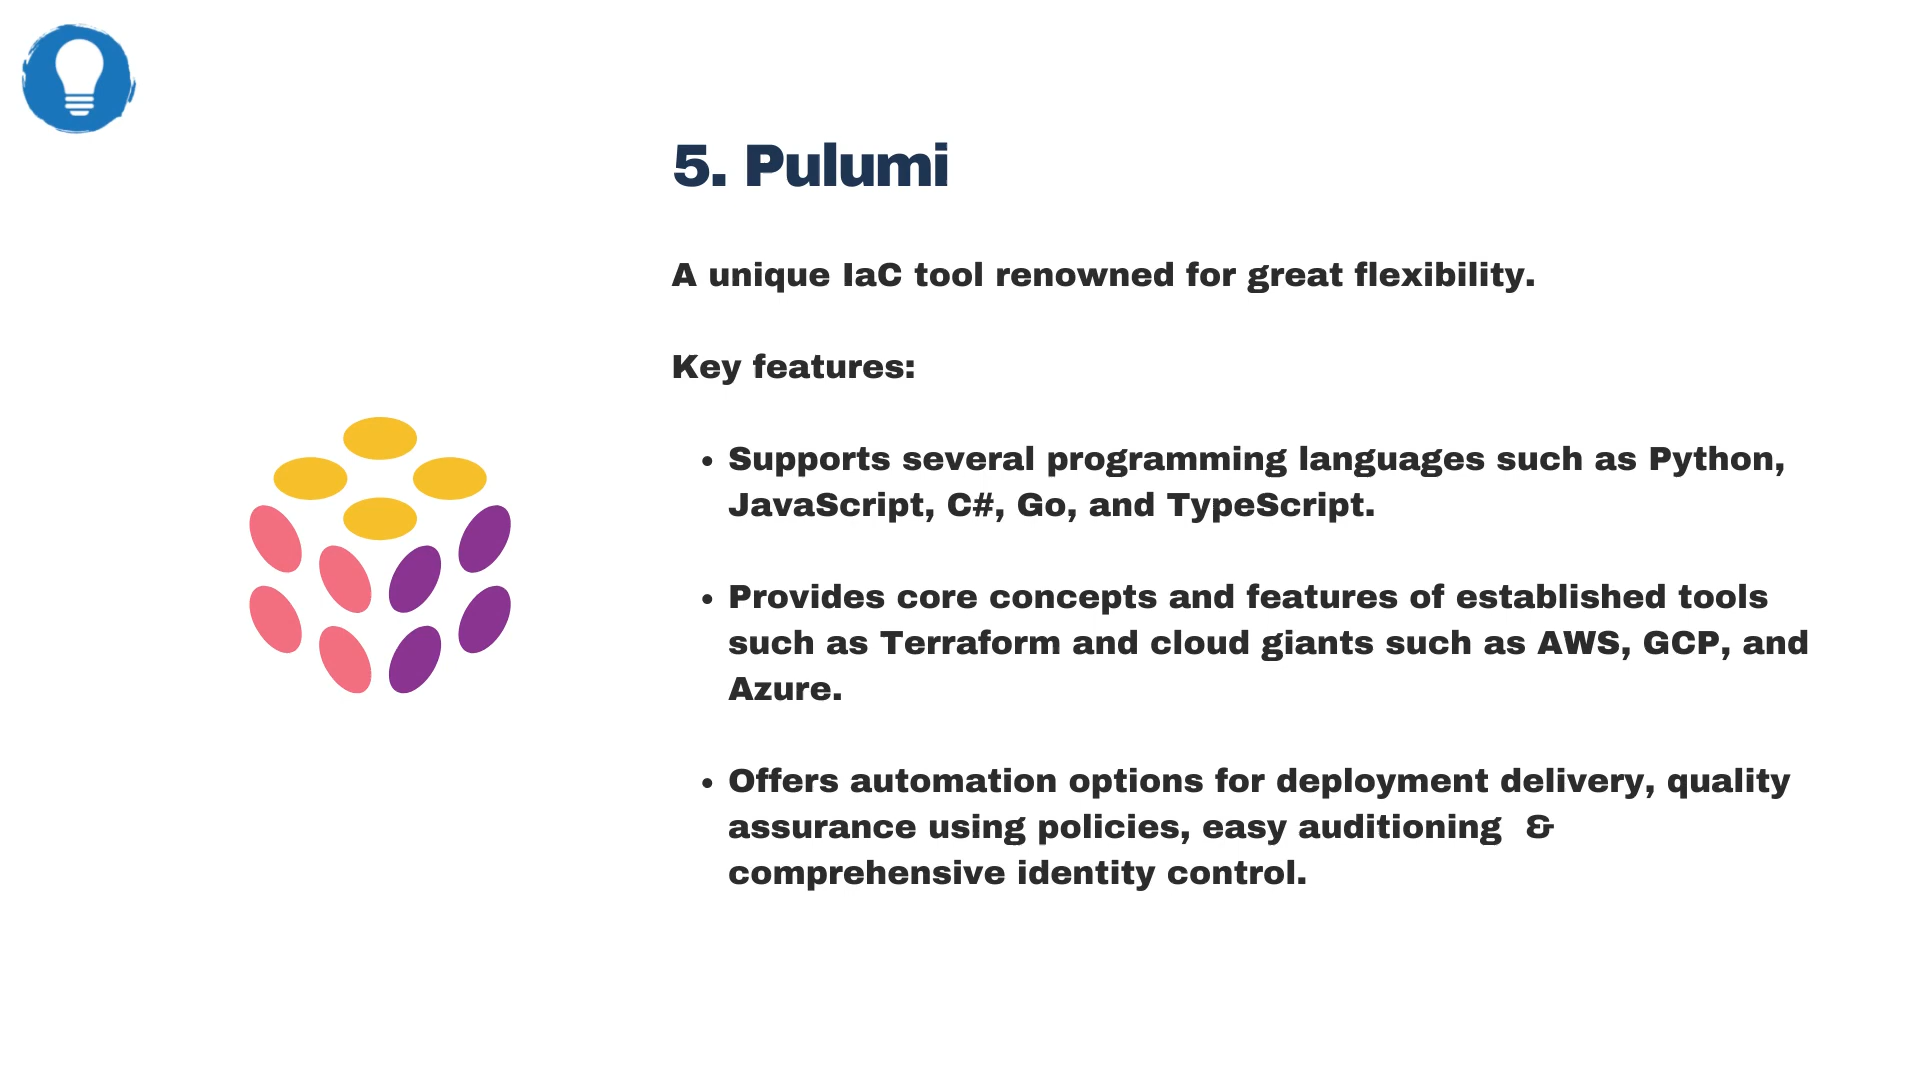 5. Pulumi
A unique IaC tool renowned for great flexibility.
Key features:
• Supports several programming languages such as Python,
JavaScript, C#, Go, and TypeScript.
• Provides core concepts and features of established tools
such as Terraform and cloud giants such as AWS, GCP, and
Azure.
• Offers automation options for deployment delivery, quality
assurance using policies, easy auditioning  &
comprehensive identity control.